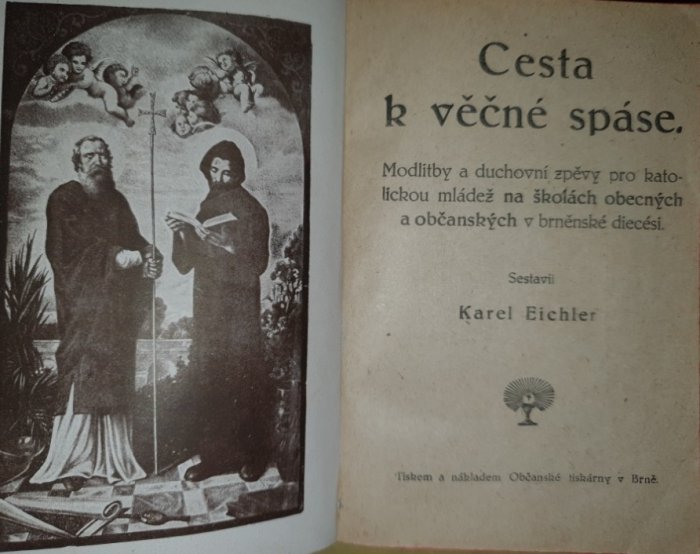 Cesta
k věčné spáse.
Modlitby a duchovní zpěvy pro kato-
lickou mládež na školách obecných
a občanských v brněnské diecési.
Sestavil
Karel Eichler
Tiskem a nákladem Občanské tiskárny v Brně.